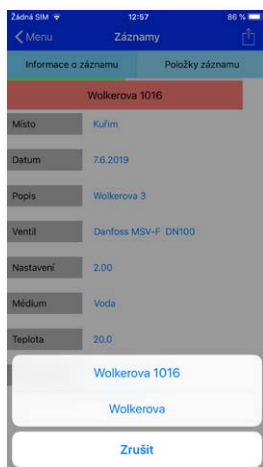 Žádná SIM 12:57 86 %
Menu Záznamy
Informace o záznamu Položky záznamu
Wolkerova 1016
Místo Kuřim
Datum 7.6.2019
Popis Wolkerova 3
Ventil Danfoss MSV-F DN100
Nastavení 2.00
Médium Voda
Teplota 20.0
Wolkerova 1016
Wolkerova
Zrušit